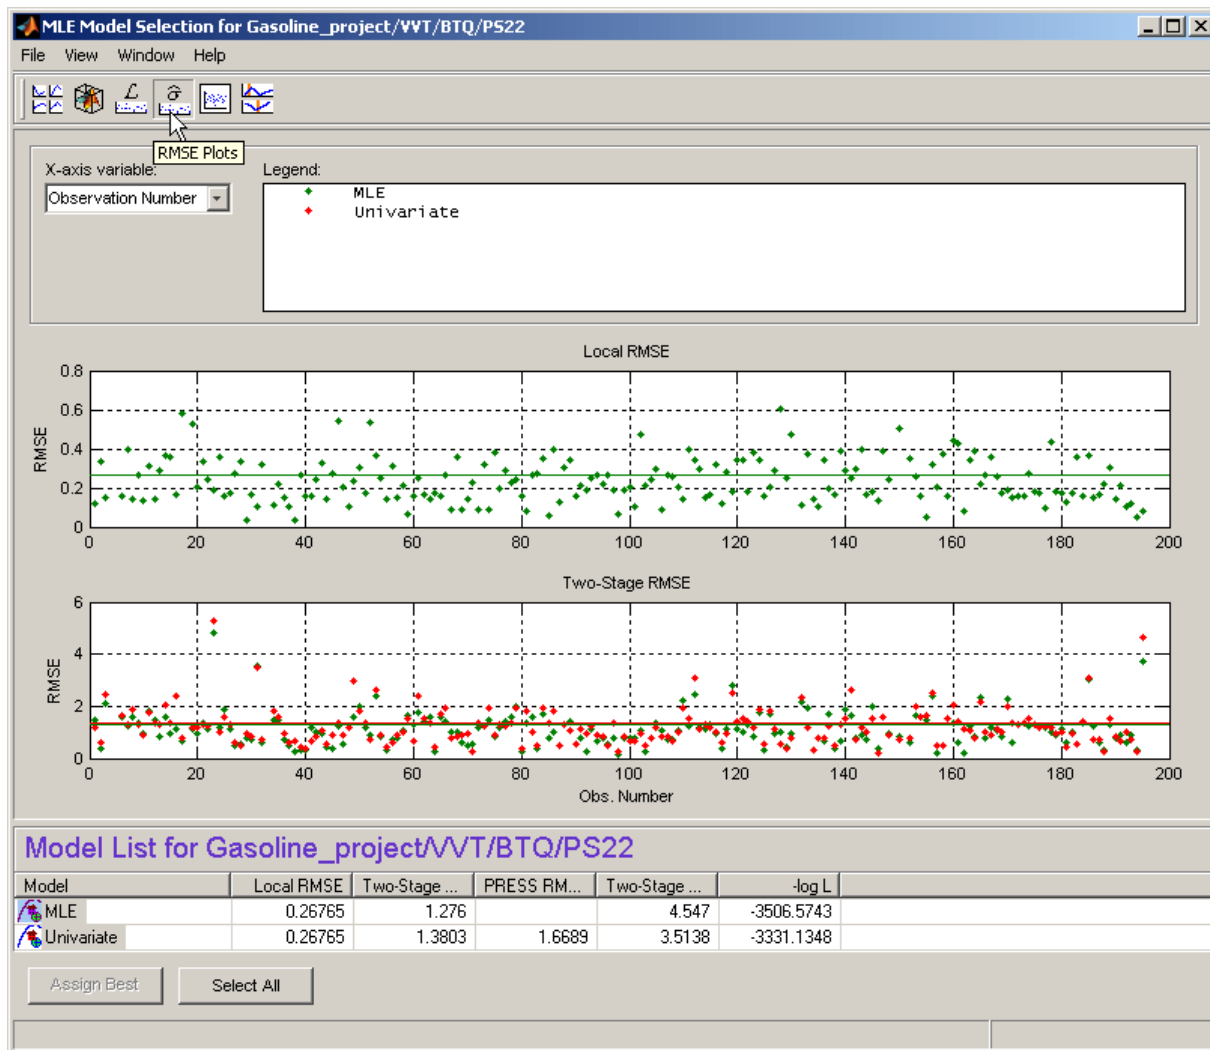 MLE Model Selection for Gasoline_project/VVT/BTQ/PS22
File View Window Help
RMSE Plots
X-axis variable:
Observation Number
Legend:
MLE
Univariate
Local RMSE
RMSE
0.8
0.6
0.4
0.2
0
0 20 40 60 80 100 120 140 160 180 200
Two-Stage RMSE
RMSE
6
4
2
0
0 20 40 60 80 100 120 140 160 180 200
Obs. Number
Model List for Gasoline_project/VVT/BTQ/PS22
Model Local RMSE Two-Stage ... PRESS RM... Two-Stage ... -log L
MLE 0.26765 1.276 4.547 -3506.5743
Univariate 0.26765 1.3803 1.6689 3.5138 -3331.1348
Assign Best Select All